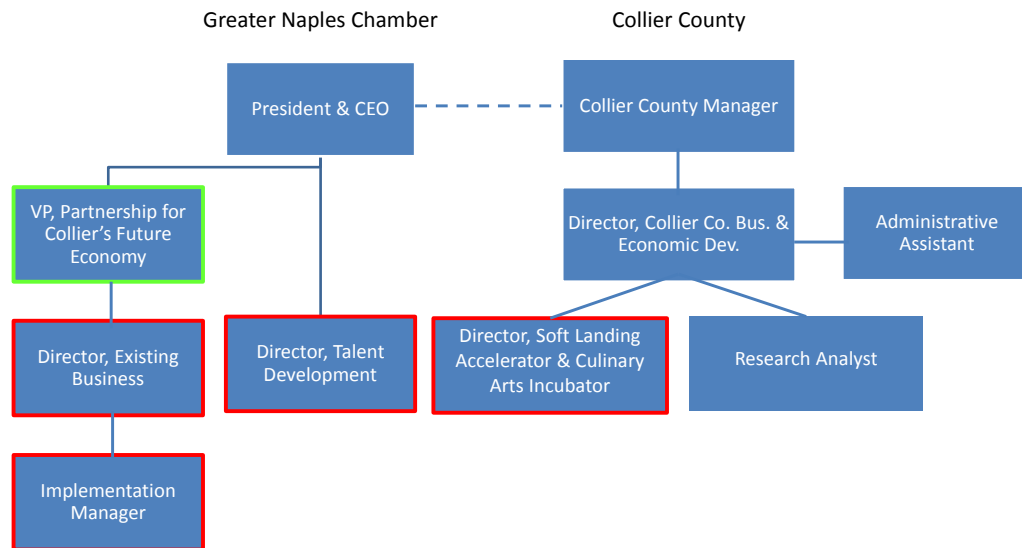 Greater Naples Chamber
Collier County
President & CEO
Collier County Manager
VP, Partnership for
Collier’s Future
Economy
Director, Collier Co. Bus. &
Economic Dev.
Administrative
Assistant
Director, Existing
Business
Director, Talent
Development
Director, Soft Landing
Accelerator & Culinary
Arts Incubator
Research Analyst
Implementation
Manager